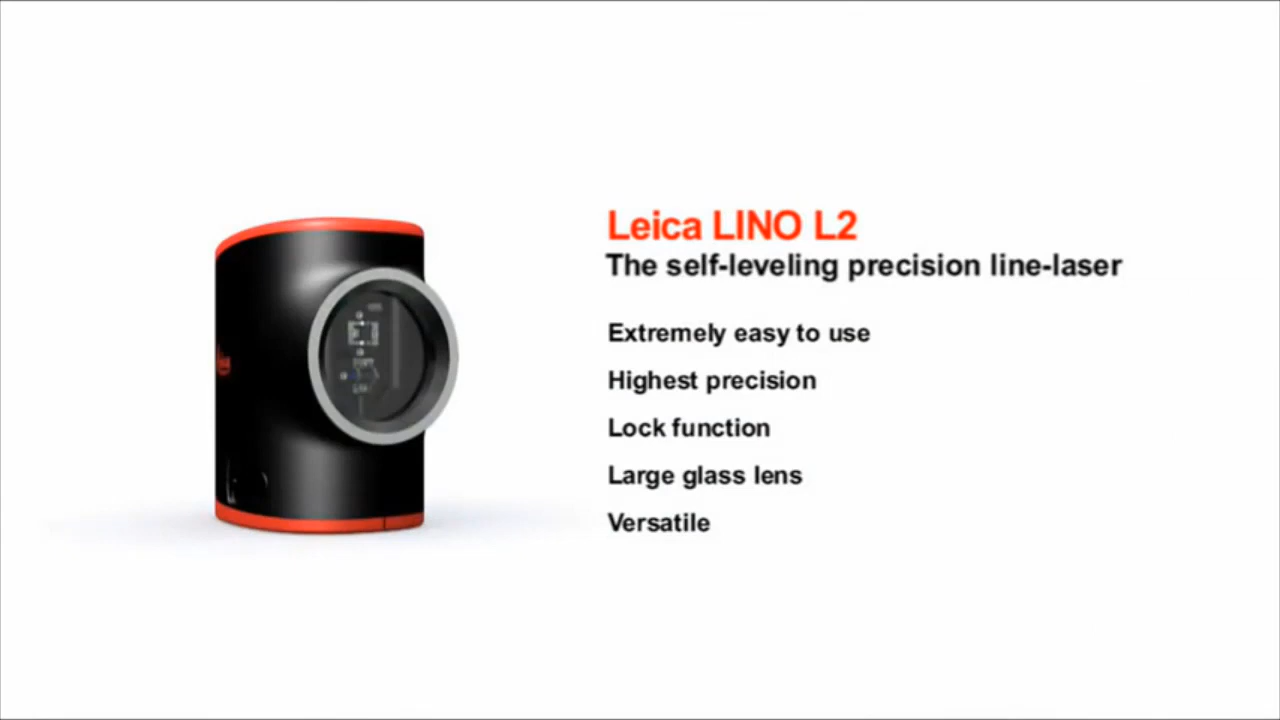 Leica LINO L2
The self-leveling precision line-laser
Extremely easy to use
Highest precision
Lock function
Large glass lens
Versatile